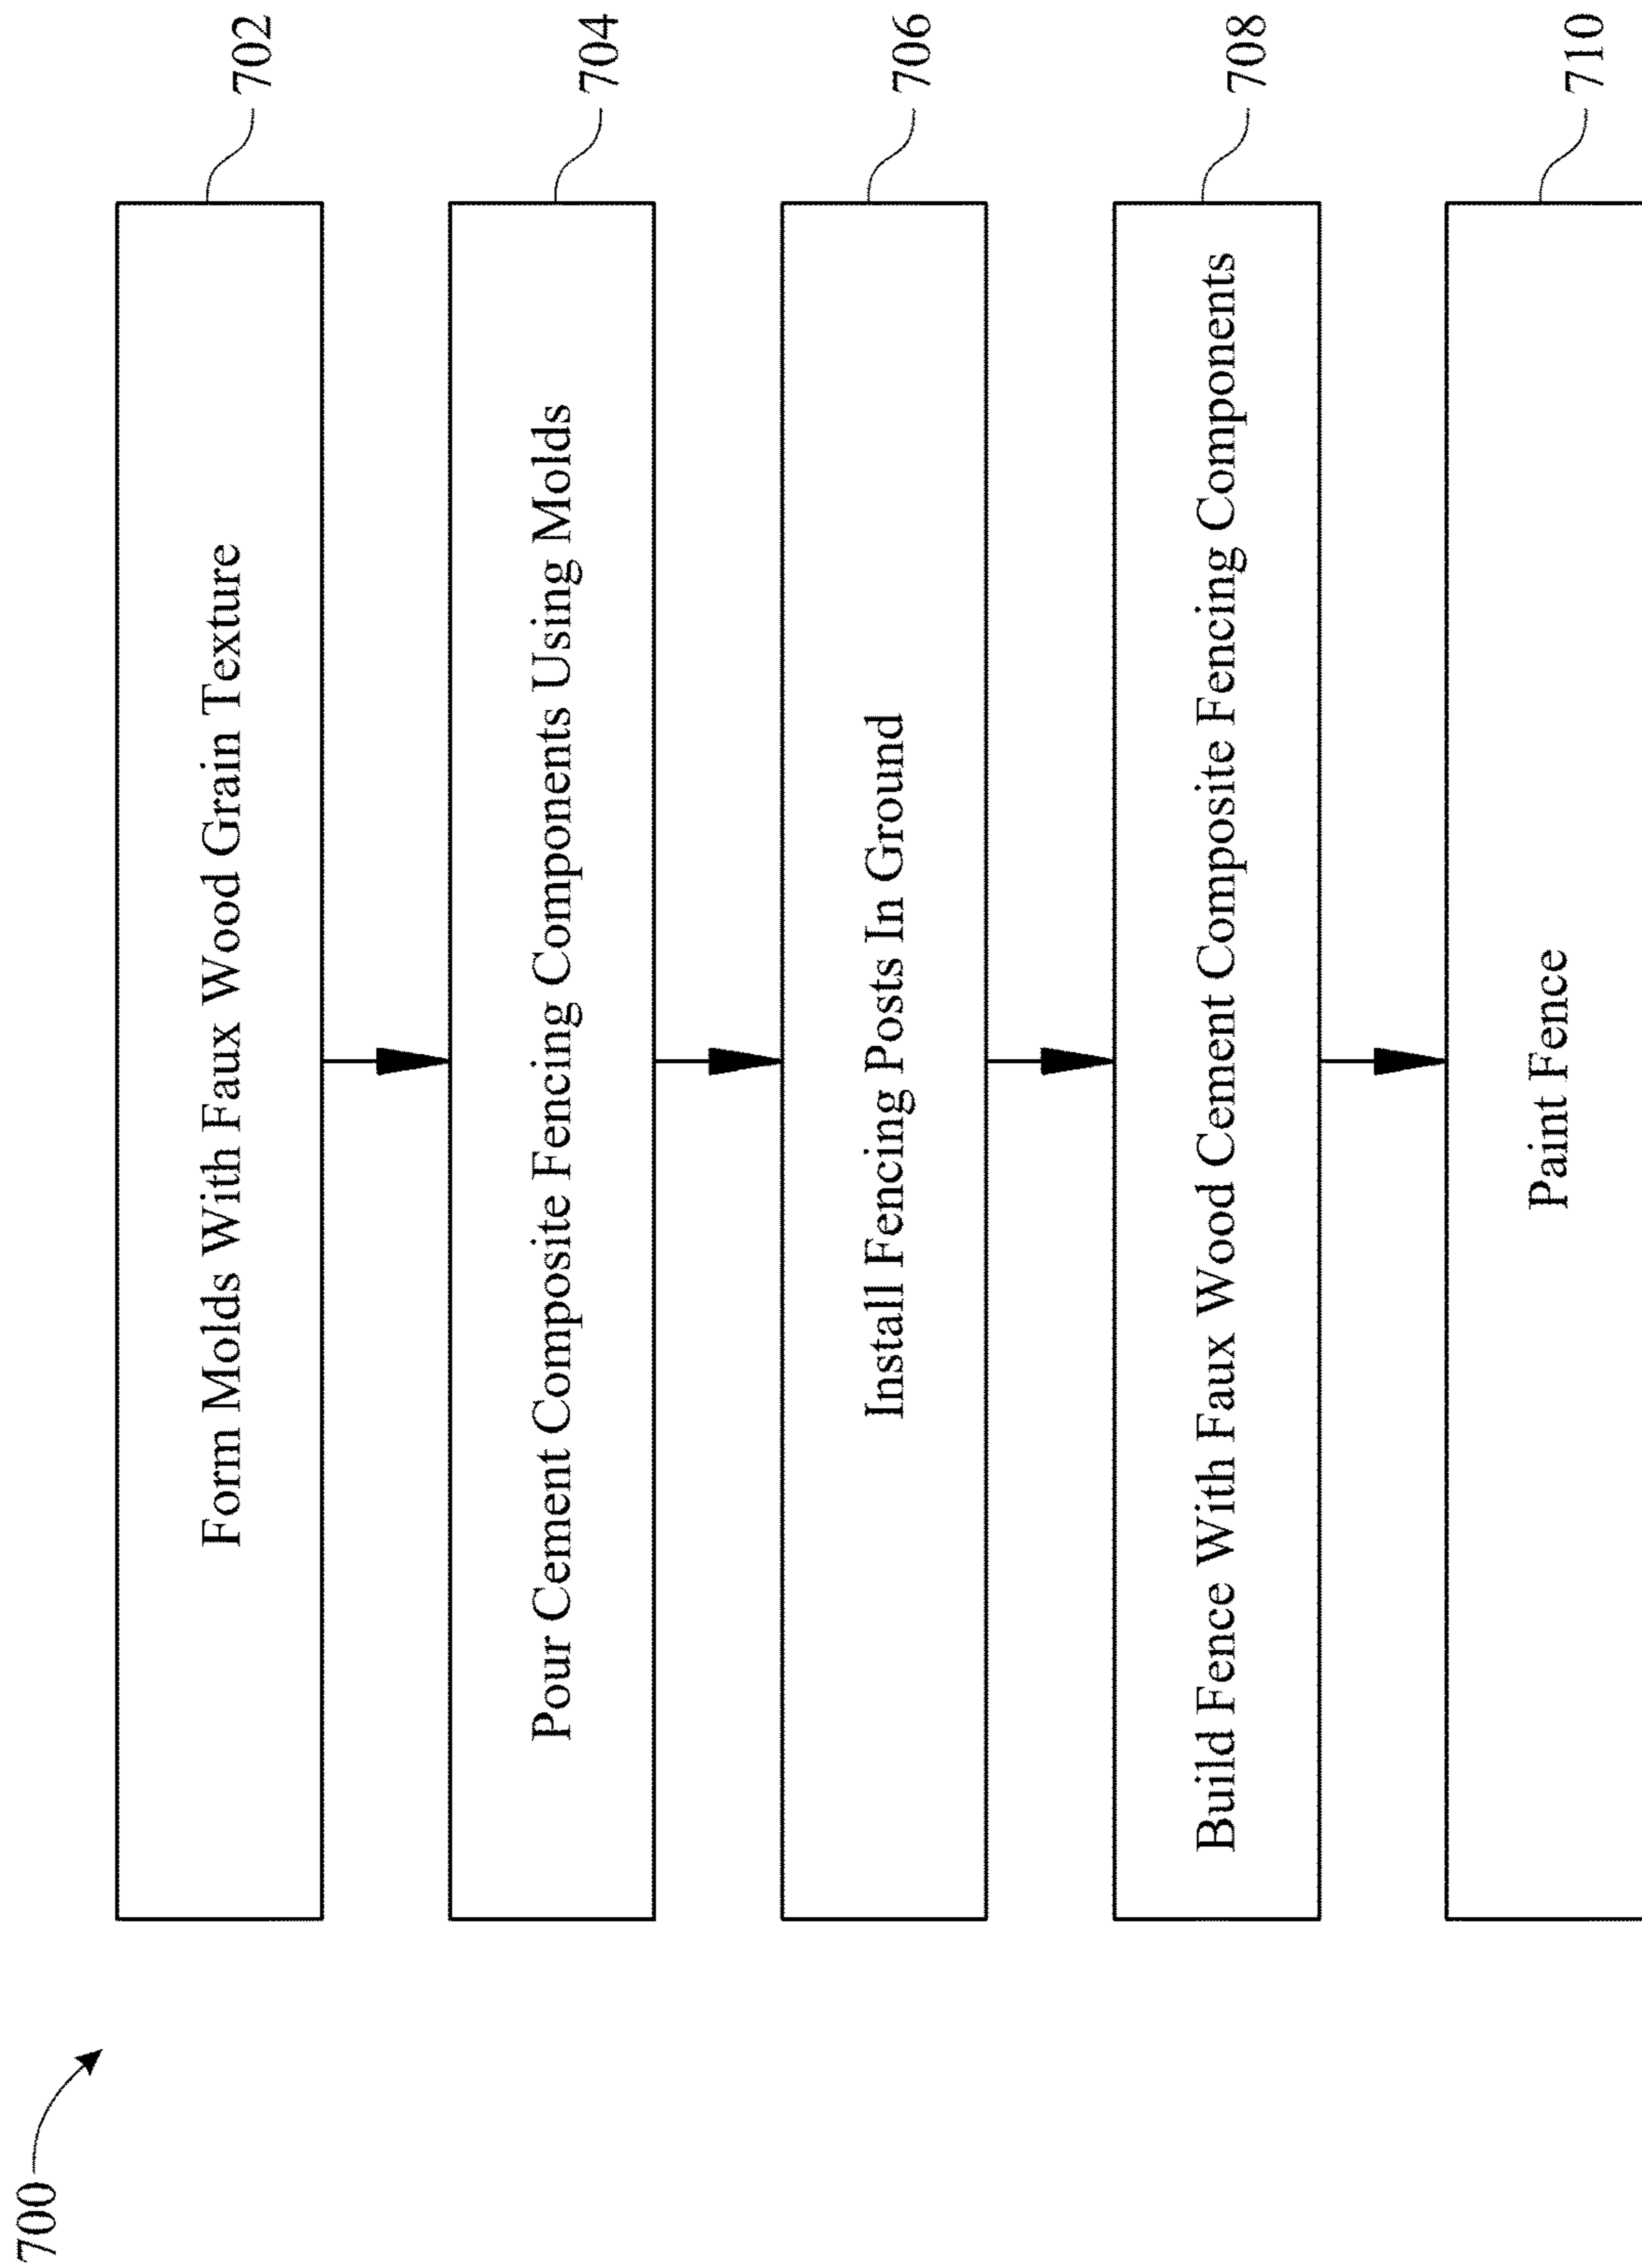 700
Form Molds With Faux Wood Grain Texture
702
Pour Cement Composite Fencing Components Using Molds
704
Install Fencing Posts In Ground
706
Build Fence With Faux Wood Cement Composite Fencing Components
708
Paint Fence
710